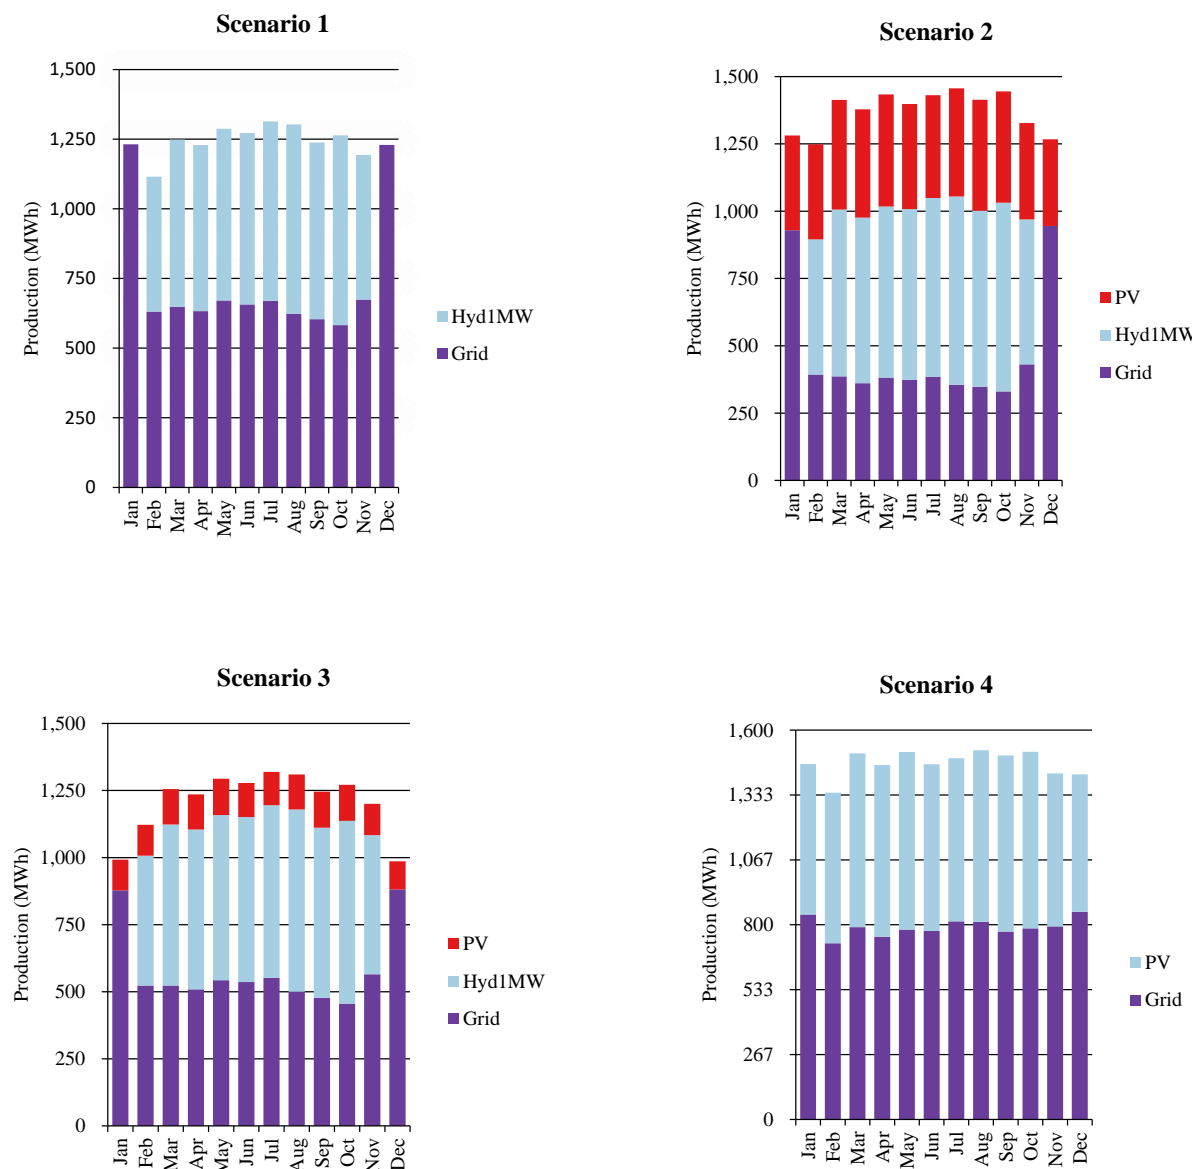 Scenario 1
1,500
1,250
1,000
750
500
250
0
Production (MWh)
Jan Feb Mar Apr May Jun Jul Aug Sep Oct Nov Dec
Hyd1MW
Grid
Scenario 2
1,500
1,250
1,000
750
500
250
0
Production (MWh)
Jan Feb Mar Apr May Jun Jul Aug Sep Oct Nov Dec
PV
Hyd1MW
Grid
Scenario 3
1,500
1,250
1,000
750
500
250
0
Production (MWh)
Jan Feb Mar Apr May Jun Jul Aug Sep Oct Nov Dec
PV
Hyd1MW
Grid
Scenario 4
1,600
1,333
1,067
800
533
267
0
Production (MWh)
Jan Feb Mar Apr May Jun Jul Aug Sep Oct Nov Dec
PV
Grid